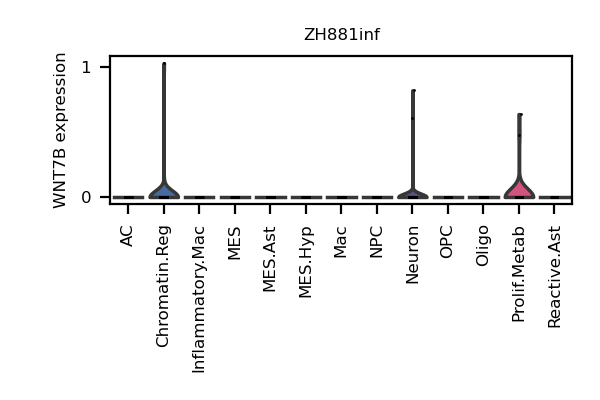 ZH881inf
WNT7B expression
1
0
AC
Chromatin.Reg
Inflammatory.Mac
MES
MES.Ast
MES.Hyp
Mac
NPC
Neuron
OPC
Oligo
Prolif.Metab
Reactive.Ast